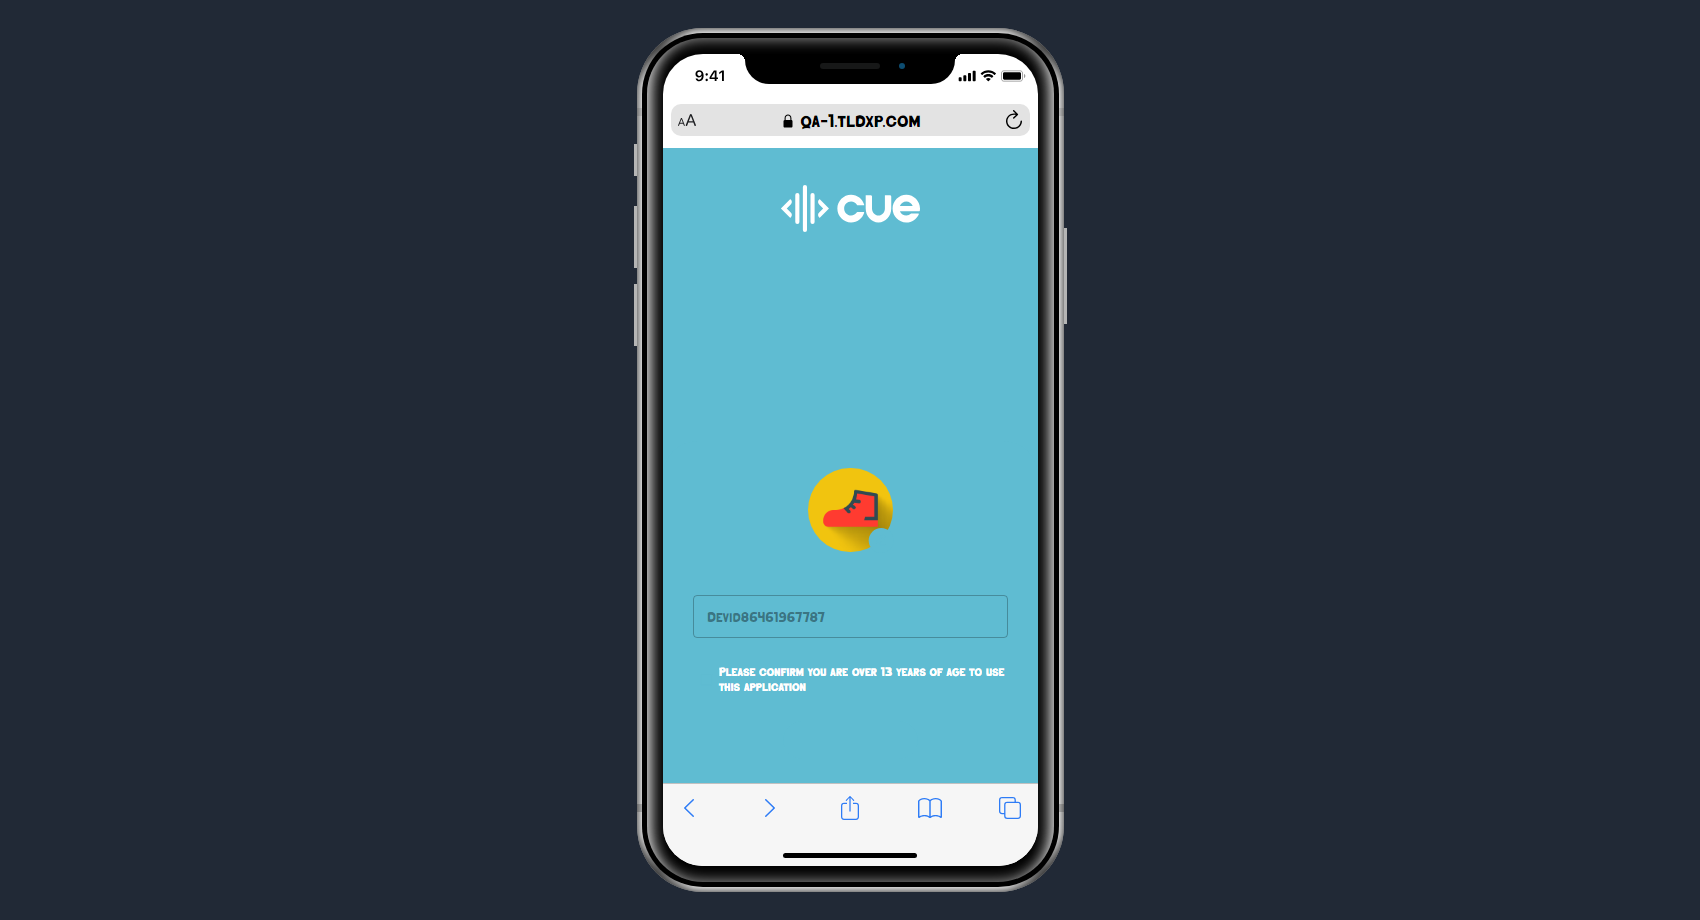 9:41
AA
QA-1.TLDXP.COM
cue
Devid86461967787
Please confirm you are over 13 years of age to use
this application